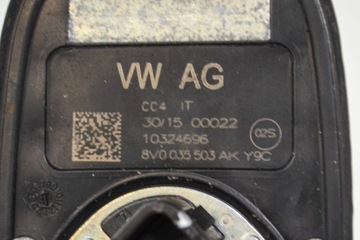 VW AG
CC4 IT
30/15 00022
10324696
02S
8V0 035 503 AK Y9C